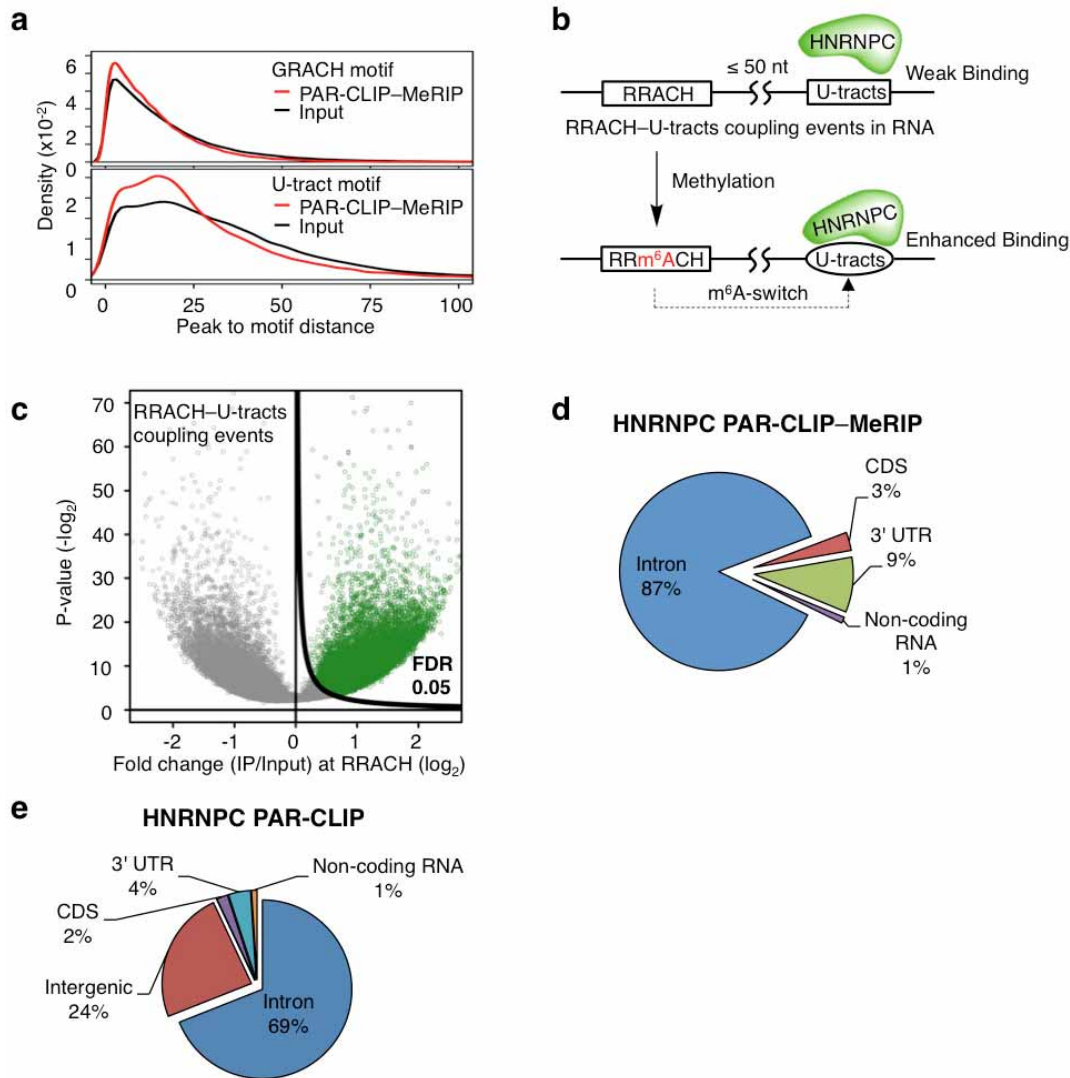 a
Density (x10⁻²)
6
4
2
0
GRACH motif
PAR-CLIP–MeRIP
Input
2
1
0
U-tract motif
PAR-CLIP–MeRIP
Input
0 25 50 75 100
Peak to motif distance
b
HNRNPC
≤ 50 nt
Weak Binding
RRACH
U-tracts
RRACH–U-tracts coupling events in RNA
Methylation
HNRNPC
Enhanced Binding
RRm⁶ACH
U-tracts
m⁶A-switch
c
RRACH–U-tracts
coupling events
P-value (-log₂)
70
60
50
40
30
20
10
0
FDR
0.05
-2 -1 0 1 2
Fold change (IP/Input) at RRACH (log₂)
d
HNRNPC PAR-CLIP–MeRIP
CDS
3%
3' UTR
9%
Intron
87%
Non-coding
RNA
1%
e
HNRNPC PAR-CLIP
3' UTR
4%
Non-coding RNA
1%
CDS
2%
Intergenic
24%
Intron
69%